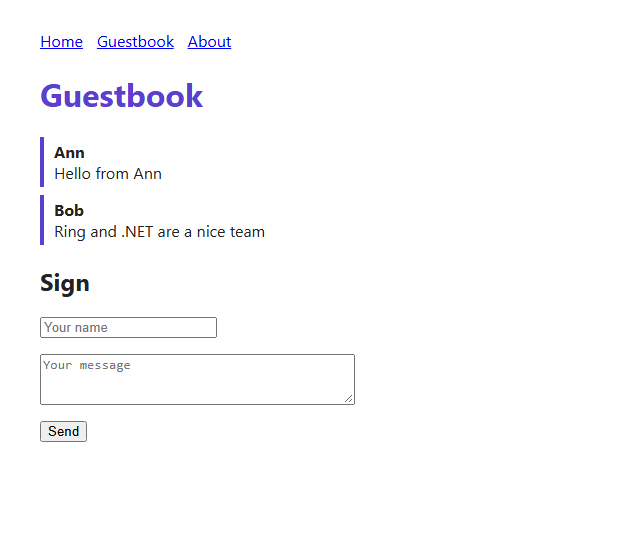 Home Guestbook About
Guestbook
Ann
Hello from Ann
Bob
Ring and .NET are a nice team
Sign
Your name
Your message
Send